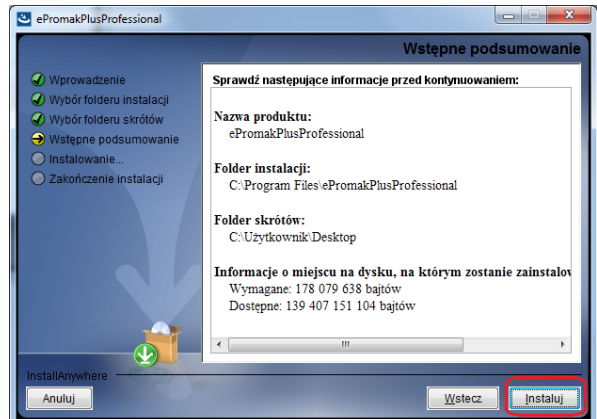 ePromakPlusProfessional
Wstępne podsumowanie
Wprowadzenie
Wybór folderu instalacji
Wybór folderu skrótów
Wstępne podsumowanie
Instalowanie...
Zakończenie instalacji
Sprawdź następujące informacje przed kontynuowaniem:
Nazwa produktu:
ePromakPlusProfessional
Folder instalacji:
C:\Program Files\ePromakPlusProfessional
Folder skrótów:
C:\Użytkownik\Desktop
Informacje o miejscu na dysku, na którym zostanie zainstalov
Wymagane: 178 079 638 bajtów
Dostępne: 139 407 151 104 bajtów
InstallAnywhere
Anuluj
Wstecz
Instaluj